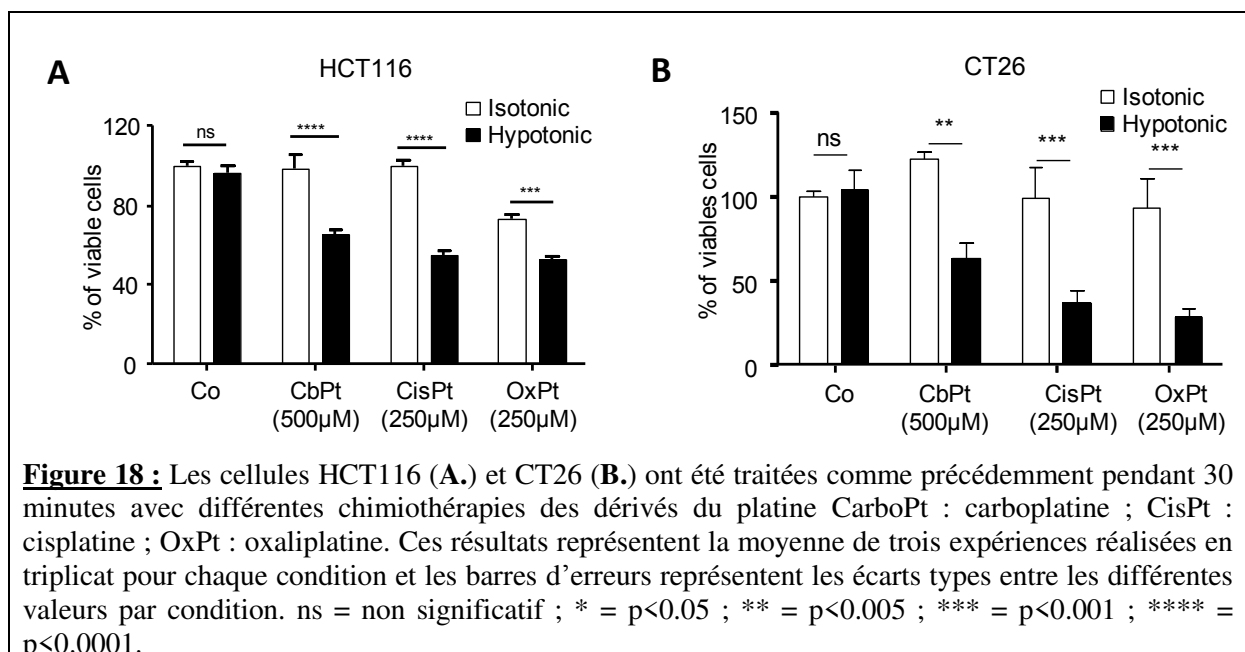 A
HCT116
Isotonic
Hypotonic
% of viable cells
120
80
40
0
ns
****
****
***
Co
CbPt
(500µM)
CisPt
(250µM)
OxPt
(250µM)
B
CT26
Isotonic
Hypotonic
% of viables cells
150
100
50
0
ns
**
***
***
Co
CbPt
(500µM)
CisPt
(250µM)
OxPt
(250µM)
Figure 18 : Les cellules HCT116 (A.) et CT26 (B.) ont été traitées comme précédemment pendant 30
minutes avec différentes chimiothérapies des dérivés du platine CarboPt : carboplatine ; CisPt :
cisplatine ; OxPt : oxaliplatine. Ces résultats représentent la moyenne de trois expériences réalisées en
triplicat pour chaque condition et les barres d’erreurs représentent les écarts types entre les différentes
valeurs par condition. ns = non significatif ; * = p<0.05 ; ** = p<0.005 ; *** = p<0.001 ; **** =
p<0.0001.